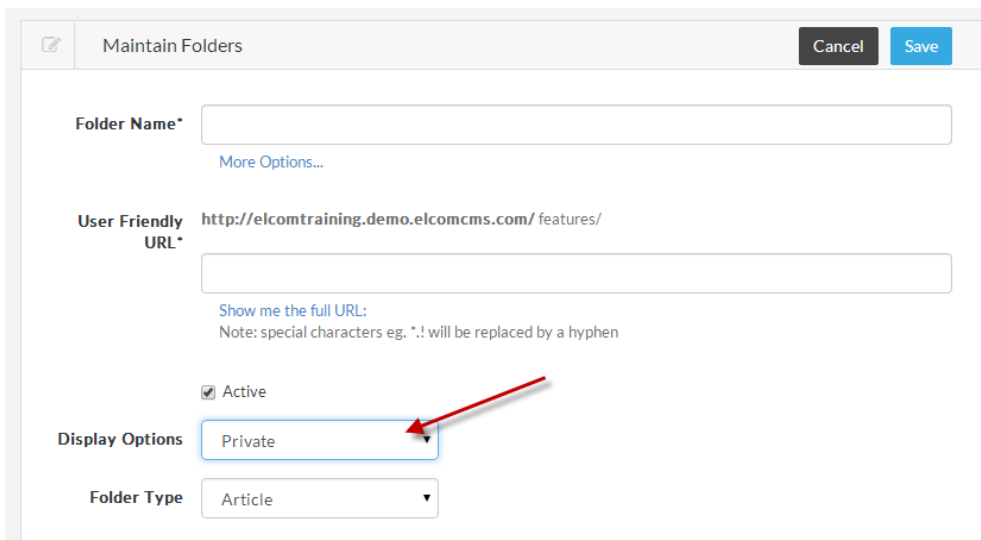 Maintain Folders
Cancel
Save
Folder Name*
More Options...
User Friendly http://elcomtraining.demo.elcomcms.com/ features/
URL*
Show me the full URL:
Note: special characters eg. *.! will be replaced by a hyphen
Active
Display Options
Private
Folder Type
Article